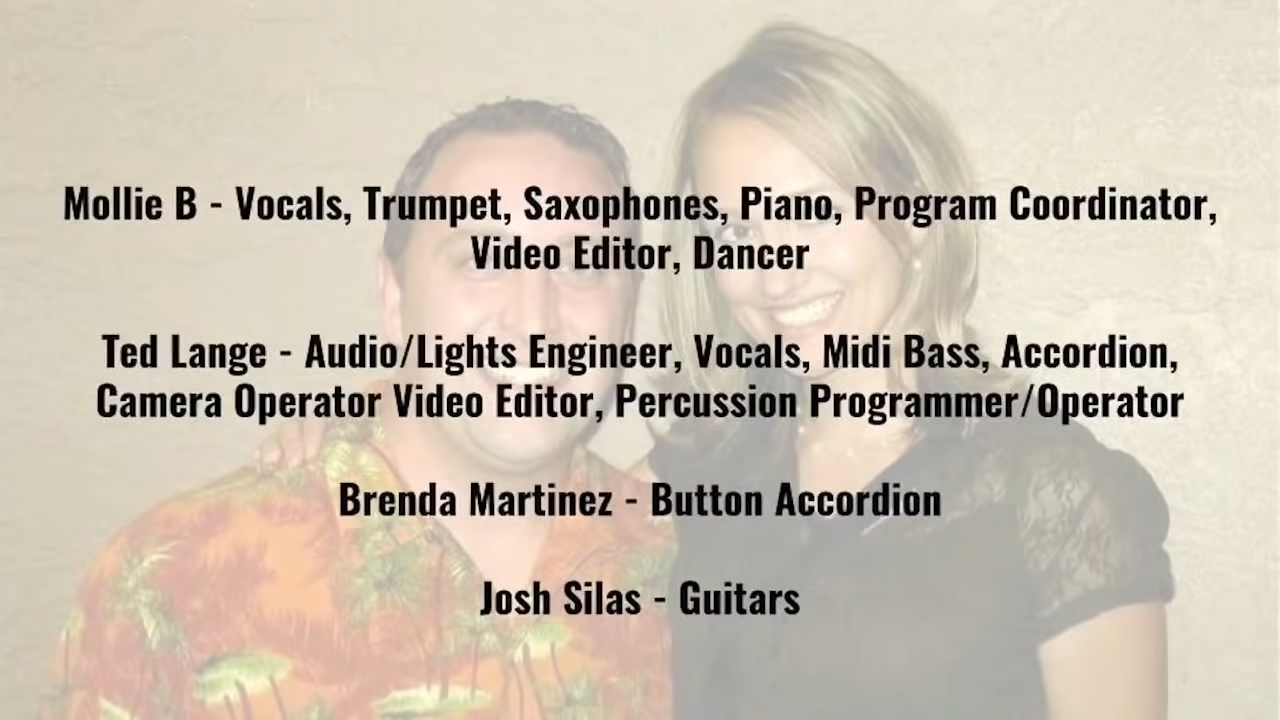 Mollie B - Vocals, Trumpet, Saxophones, Piano, Program Coordinator,
Video Editor, Dancer
Ted Lange - Audio/Lights Engineer, Vocals, Midi Bass, Accordion,
Camera Operator Video Editor, Percussion Programmer/Operator
Brenda Martinez - Button Accordion
Josh Silas - Guitars